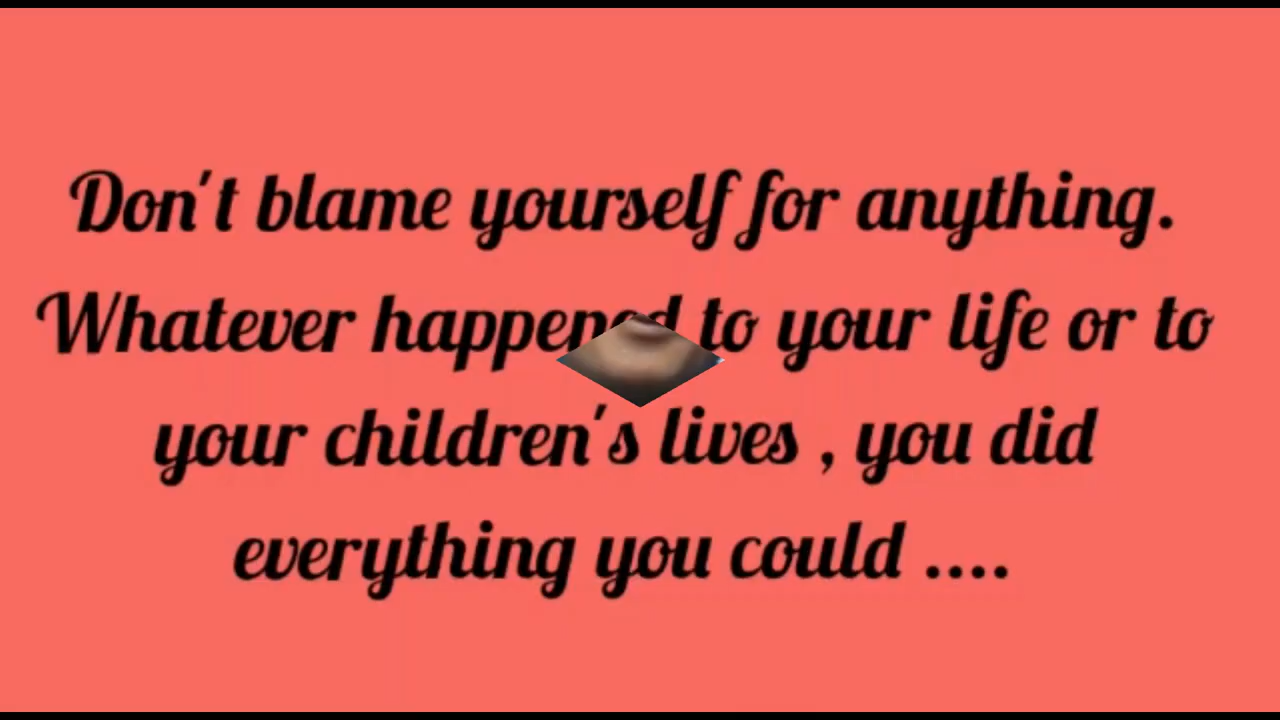 Don't blame yourself for anything.
Whatever happened to your life or to
your children's lives , you did
everything you could ....